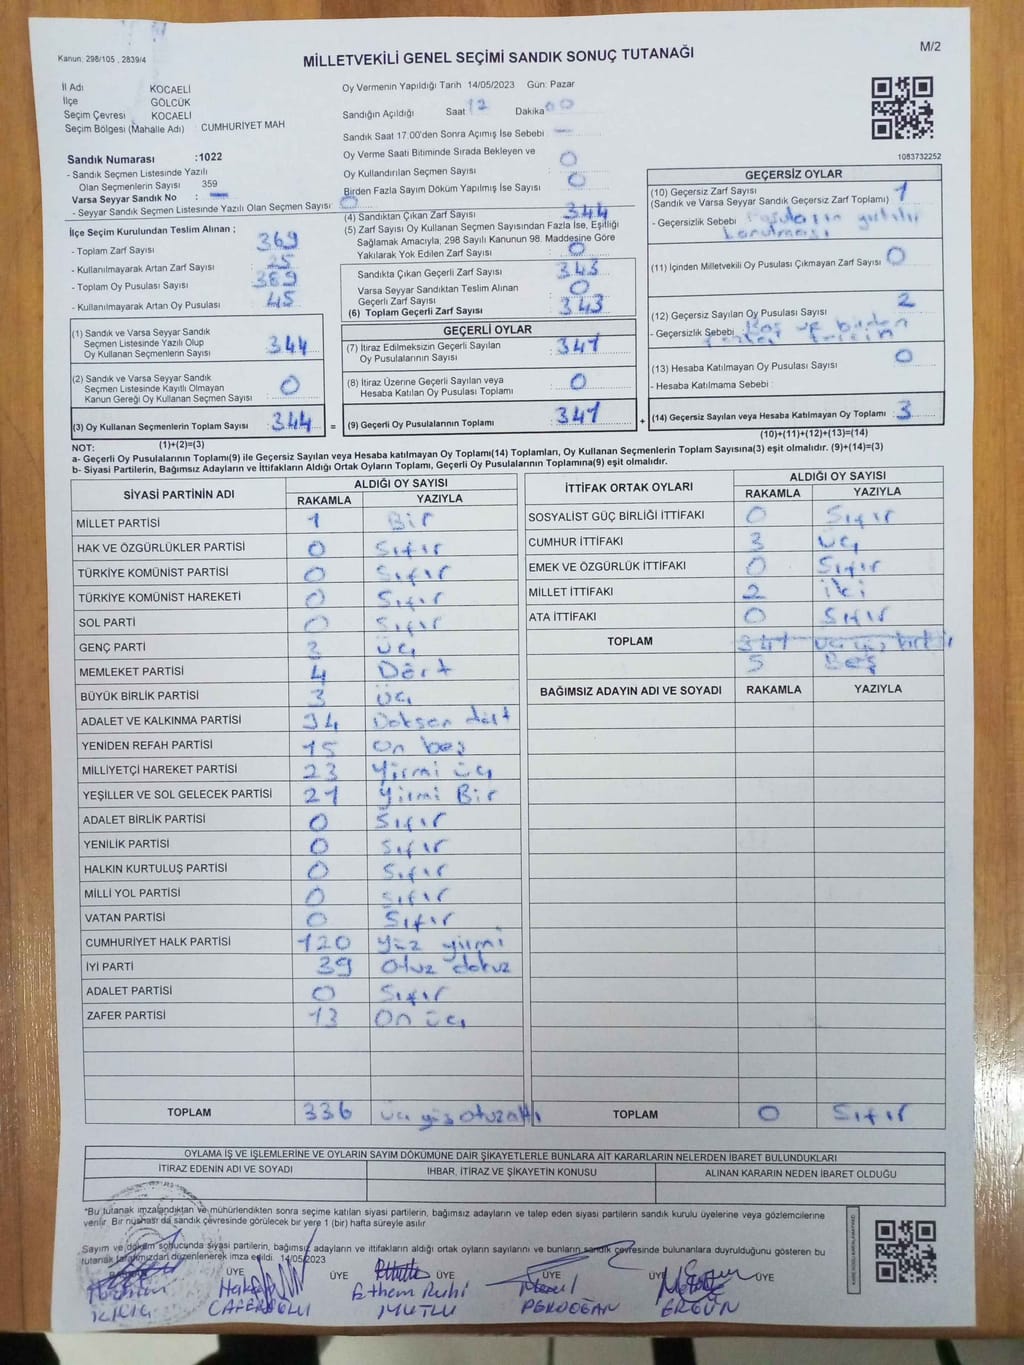 Kanun: 298/105 , 2839/4
M/2
MİLLETVEKİLİ GENEL SEÇİMİ SANDIK SONUÇ TUTANAĞI
İl Adı KOCAELİ
İlçe GÖLCÜK
Seçim Çevresi KOCAELİ
Seçim Bölgesi (Mahalle Adı) CUMHURİYET MAH
Sandık Numarası :1022
- Sandık Seçmen Listesinde Yazılı
Olan Seçmenlerin Sayısı 359
Varsa Seyyar Sandık No : —
- Seyyar Sandık Seçmen Listesinde Yazılı Olan Seçmen Sayısı: 0
Oy Vermenin Yapıldığı Tarih 14/05/2023 Gün: Pazar
Sandığın Açıldığı Saat 12 Dakika 00
Sandık Saat 17.00'den Sonra Açımış İse Sebebi —
Oy Verme Saati Bitiminde Sırada Bekleyen ve
Oy Kullandırılan Seçmen Sayısı : 0
Birden Fazla Sayım Döküm Yapılmış İse Sayısı : 0
1083732252
İlçe Seçim Kurulundan Teslim Alınan ;
- Toplam Zarf Sayısı : 369
- Kullanılmayarak Artan Zarf Sayısı : 25
- Toplam Oy Pusulası Sayısı : 389
- Kullanılmayarak Artan Oy Pusulası : 45
(4) Sandıktan Çıkan Zarf Sayısı : 344
(5) Zarf Sayısı Oy Kullanan Seçmen Sayısından Fazla İse, Eşitliği
Sağlamak Amacıyla, 298 Sayılı Kanunun 98. Maddesine Göre
Yakılarak Yok Edilen Zarf Sayısı : 0
Sandıkta Çıkan Geçerli Zarf Sayısı : 343
Varsa Seyyar Sandıktan Teslim Alınan
Geçerli Zarf Sayısı : 0
(6) Toplam Geçerli Zarf Sayısı : 343
GEÇERSİZ OYLAR
(10) Geçersiz Zarf Sayısı
(Sandık ve Varsa Seyyar Sandık Geçersiz Zarf Toplamı) : 1
- Geçersizlik Sebebi :
(11) İçinden Milletvekili Oy Pusulası Çıkmayan Zarf Sayısı : 0
(12) Geçersiz Sayılan Oy Pusulası Sayısı : 2
- Geçersizlik Sebebi : Boş ve birden
(13) Hesaba Katılmayan Oy Pusulası Sayısı : 0
- Hesaba Katılmama Sebebi :
(14) Geçersiz Sayılan veya Hesaba Katılmayan Oy Toplamı : 3
(10)+(11)+(12)+(13)=(14)
(1) Sandık ve Varsa Seyyar Sandık
Seçmen Listesinde Yazılı Olup
Oy Kullanan Seçmenlerin Sayısı : 344
(2) Sandık ve Varsa Seyyar Sandık
Seçmen Listesinde Kayıtlı Olmayan
Kanun Gereği Oy Kullanan Seçmen Sayısı : 0
(3) Oy Kullanan Seçmenlerin Toplam Sayısı : 344 =
(1)+(2)=(3)
GEÇERLİ OYLAR
(7) İtiraz Edilmeksizin Geçerli Sayılan
Oy Pusulalarının Sayısı : 341
(8) İtiraz Üzerine Geçerli Sayılan veya
Hesaba Katılan Oy Pusulası Toplamı : 0
(9) Geçerli Oy Pusulalarının Toplamı : 341 +
NOT:
a- Geçerli Oy Pusulalarının Toplamı(9) ile Geçersiz Sayılan veya Hesaba katılmayan Oy Toplamı(14) Toplamları, Oy Kullanan Seçmenlerin Toplam Sayısına(3) eşit olmalıdır. (9)+(14)=(3)
b- Siyasi Partilerin, Bağımsız Adayların ve İttifakların Aldığı Ortak Oyların Toplamı, Geçerli Oy Pusulalarının Toplamına(9) eşit olmalıdır.
SİYASİ PARTİNİN ADI
ALDIĞI OY SAYISI
RAKAMLA YAZIYLA
MİLLET PARTİSİ 1 Bir
HAK VE ÖZGÜRLÜKLER PARTİSİ 0 Sıfır
TÜRKİYE KOMÜNİST PARTİSİ 0 Sıfır
TÜRKİYE KOMÜNİST HAREKETİ 0 Sıfır
SOL PARTİ 0 Sıfır
GENÇ PARTİ 3 üç
MEMLEKET PARTİSİ 4 Dört
BÜYÜK BİRLİK PARTİSİ 3 üç
ADALET VE KALKINMA PARTİSİ 94 Doksan dört
YENİDEN REFAH PARTİSİ 15 On beş
MİLLİYETÇİ HAREKET PARTİSİ 23 Yirmi üç
YEŞİLLER VE SOL GELECEK PARTİSİ 21 Yirmi Bir
ADALET BİRLİK PARTİSİ 0 Sıfır
YENİLİK PARTİSİ 0 Sıfır
HALKIN KURTULUŞ PARTİSİ 0 Sıfır
MİLLİ YOL PARTİSİ 0 Sıfır
VATAN PARTİSİ 0 Sıfır
CUMHURİYET HALK PARTİSİ 120 Yüz yirmi
İYİ PARTİ 39 Otuz dokuz
ADALET PARTİSİ 0 Sıfır
ZAFER PARTİSİ 13 On üç
TOPLAM 336 üç yüz otuz altı
İTTİFAK ORTAK OYLARI
ALDIĞI OY SAYISI
RAKAMLA YAZIYLA
SOSYALİST GÜÇ BİRLİĞİ İTTİFAKI 0 Sıfır
CUMHUR İTTİFAKI 3 üç
EMEK VE ÖZGÜRLÜK İTTİFAKI 0 Sıfır
MİLLET İTTİFAKI 2 iki
ATA İTTİFAKI 0 Sıfır
TOPLAM 341 üç yüz kırk bir
5 Beş
BAĞIMSIZ ADAYIN ADI VE SOYADI RAKAMLA YAZIYLA
TOPLAM 0 Sıfır
OYLAMA İŞ VE İŞLEMLERİNE VE OYLARIN SAYIM DÖKÜMÜNE DAİR ŞİKAYETLERLE BUNLARA AİT KARARLARIN NELERDEN İBARET BULUNDUKLARI
İTİRAZ EDENİN ADI VE SOYADI İHBAR, İTİRAZ VE ŞİKAYETİN KONUSU ALINAN KARARIN NEDEN İBARET OLDUĞU
*Bu tutanak imzalandıktan ve mühürlendikten sonra seçime katılan siyasi partilerin, bağımsız adayların ve talep eden siyasi partilerin sandık kurulu üyelerine veya gözlemcilerine
verilir. Bir nüshası da sandık çevresinde görülecek bir yere 1 (bir) hafta süreyle asılır.
Sayım ve döküm sonucunda siyasi partilerin, bağımsız adayların ve ittifakların aldığı ortak oyların sayılarını ve bunların sandık çevresinde bulunanlara duyrulduğunu gösteren bu
tutanak tarafımızdan düzenlenerek imza edildi. 14/05/2023
ÜYE ÜYE ÜYE ÜYE ÜYE ÜYE
Ethem Ruhi
KILIÇ CAFEROĞLU MUTLU PEKDOĞAN ERGÜN